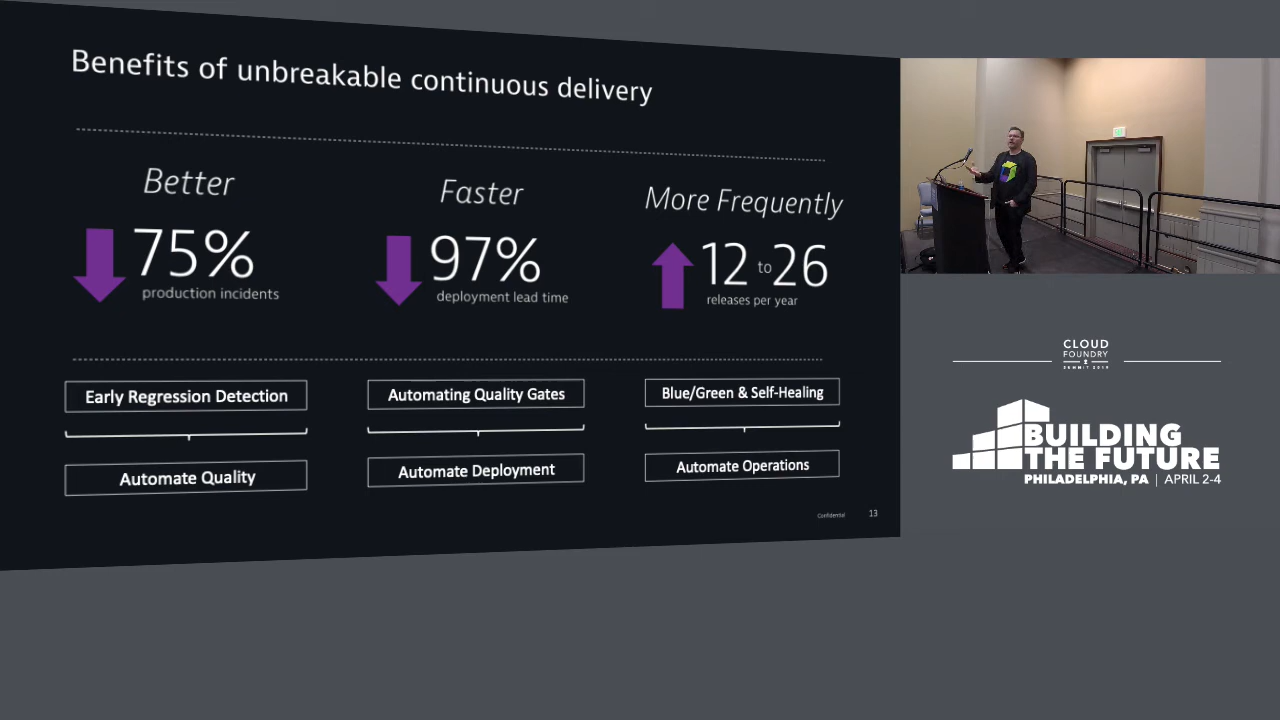 Benefits of unbreakable continuous delivery
Better
75%
production incidents
Faster
97%
deployment lead time
More Frequently
12 to 26
releases per year
Early Regression Detection
Automating Quality Gates
Blue/Green & Self-Healing
Automate Quality
Automate Deployment
Automate Operations
Confidential
13
CLOUD
FOUNDRY
SUMMIT 2019
BUILDING
THE FUTURE
PHILADELPHIA, PA | APRIL 2-4